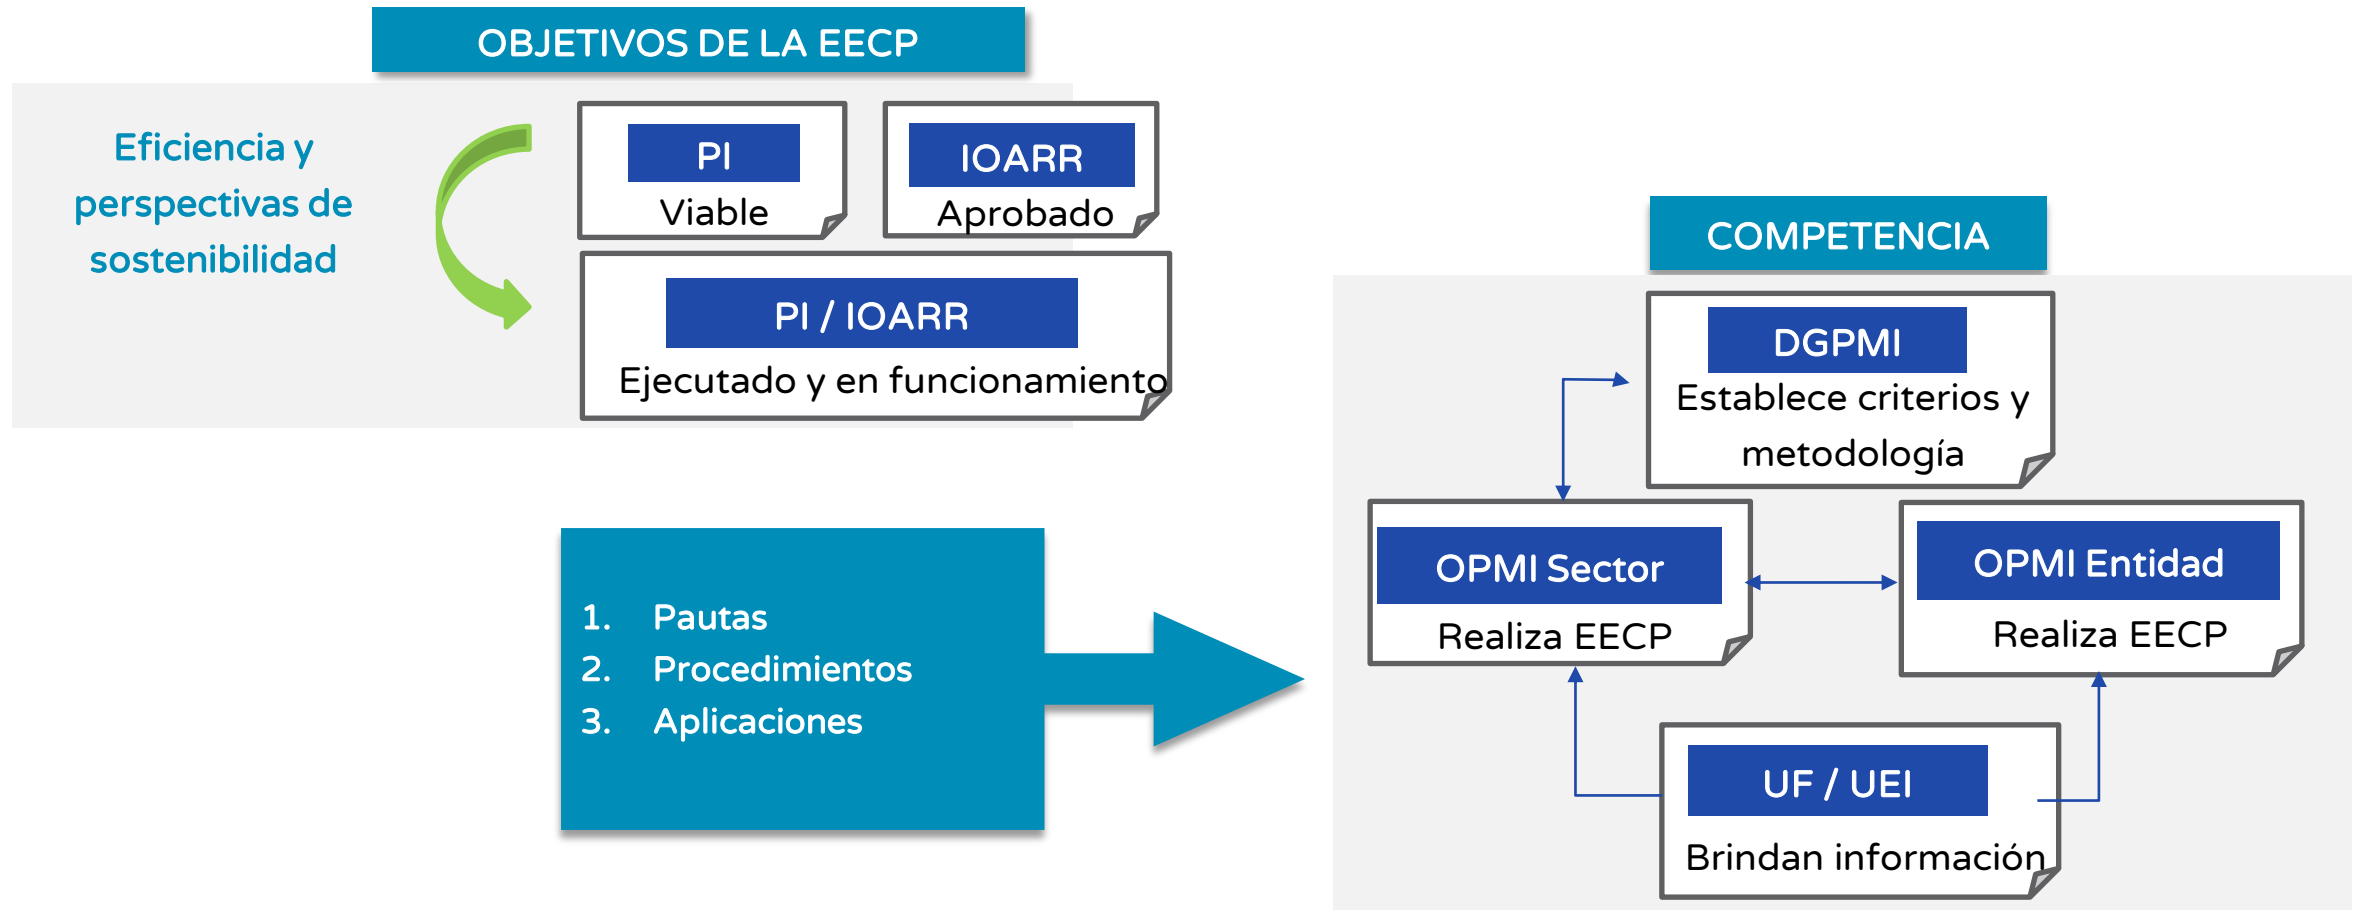 OBJETIVOS DE LA EECP
Eficiencia y
perspectivas de
sostenibilidad
PI
Viable
IOARR
Aprobado
PI / IOARR
Ejecutado y en funcionamiento
1. Pautas
2. Procedimientos
3. Aplicaciones
COMPETENCIA
DGPMI
Establece criterios y
metodología
OPMI Sector
Realiza EECP
OPMI Entidad
Realiza EECP
UF / UEI
Brindan información